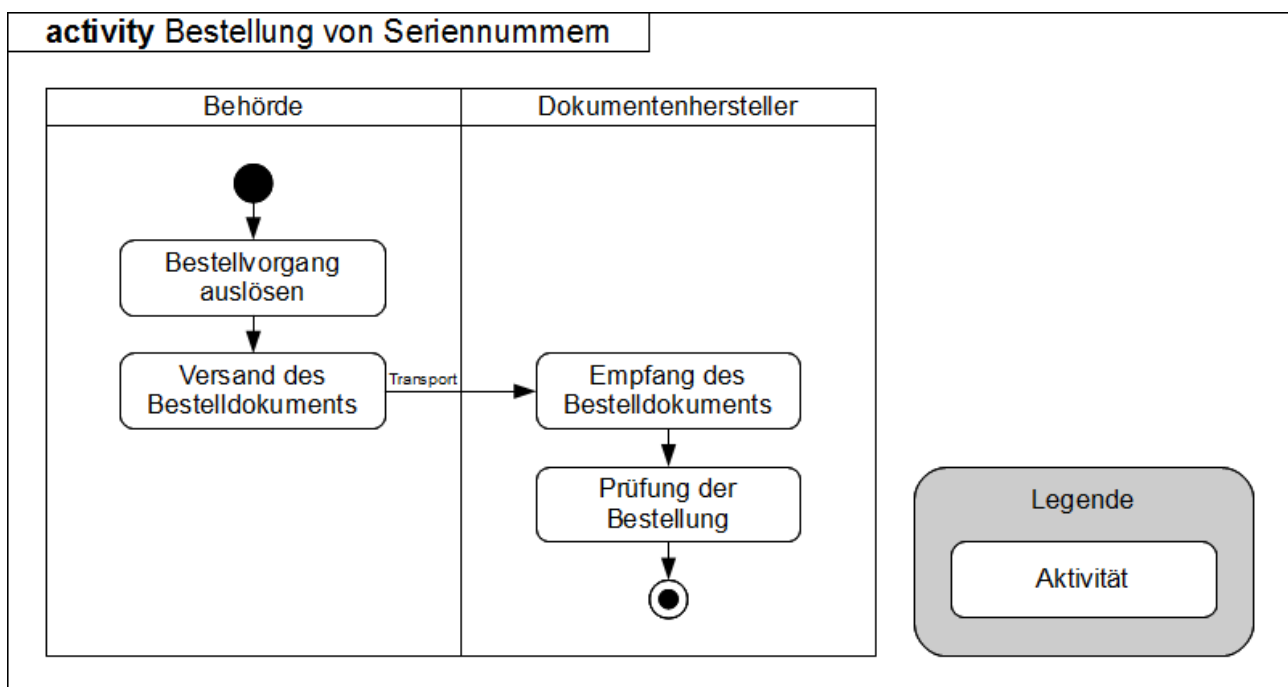 activity Bestellung von Seriennummern
Behörde
Dokumentenhersteller
Bestellvorgang
auslösen
Versand des
Bestelldokuments
Transport
Empfang des
Bestelldokuments
Prüfung der
Bestellung
Legende
Aktivität